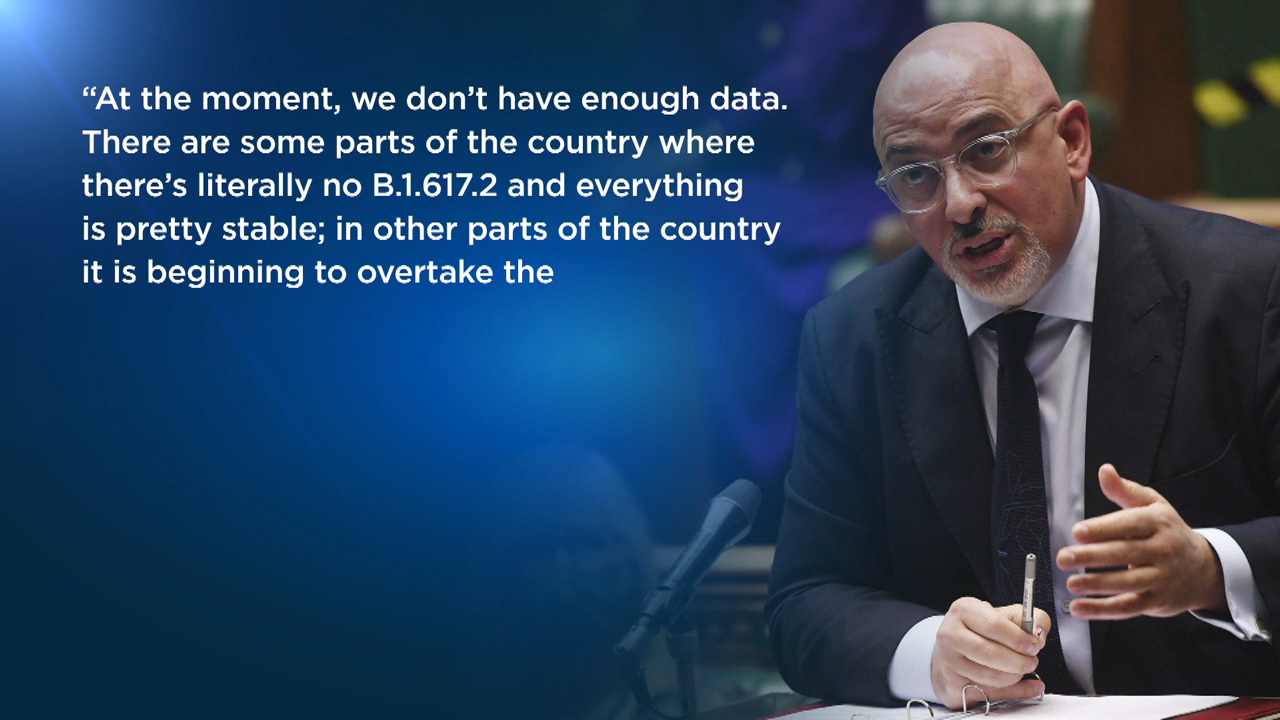 “At the moment, we don’t have enough data.
There are some parts of the country where
there’s literally no B.1.617.2 and everything
is pretty stable; in other parts of the country
it is beginning to overtake the